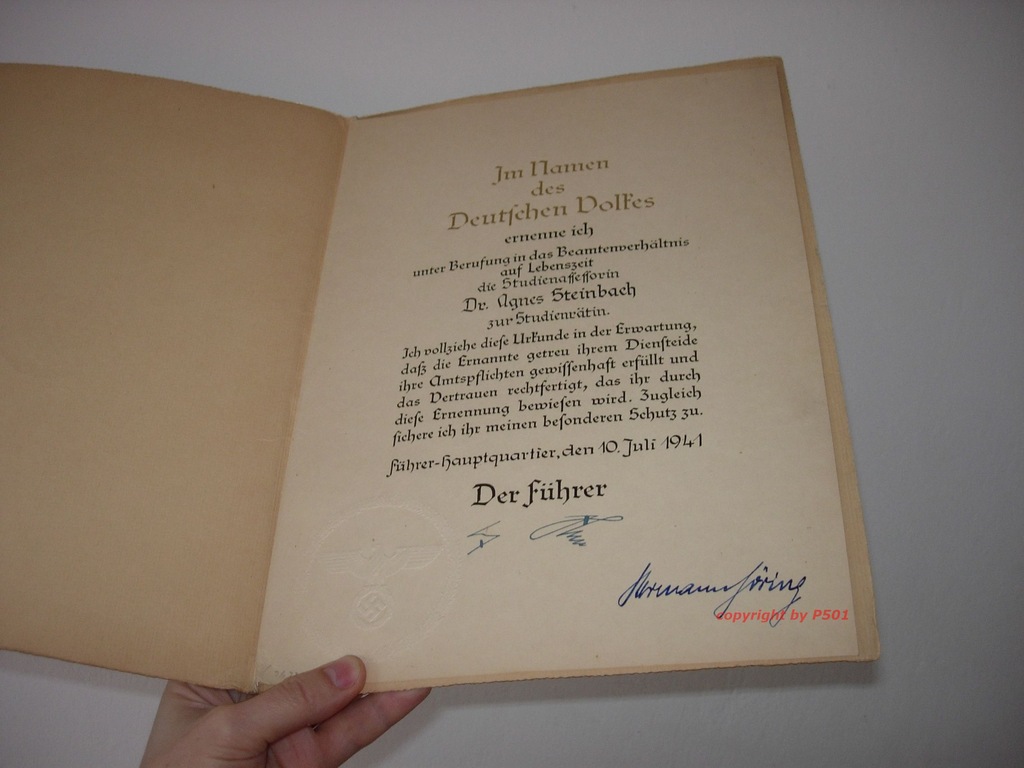 Im Namen
des
Deutschen Volkes
ernenne ich
unter Berufung in das Beamtenverhältnis
auf Lebenszeit
die Studienassessorin
Dr. Agnes Steinbach
zur Studienrätin.
Ich vollziehe diese Urkunde in der Erwartung,
daß die Ernannte getreu ihrem Diensteide
ihre Amtspflichten gewissenhaft erfüllt und
das Vertrauen rechtfertigt, das ihr durch
diese Ernennung bewiesen wird. Zugleich
sichere ich ihr meinen besonderen Schutz zu.
Führer-Hauptquartier, den 10. Juli 1941
Der Führer
Hermann Göring
copyright by P501